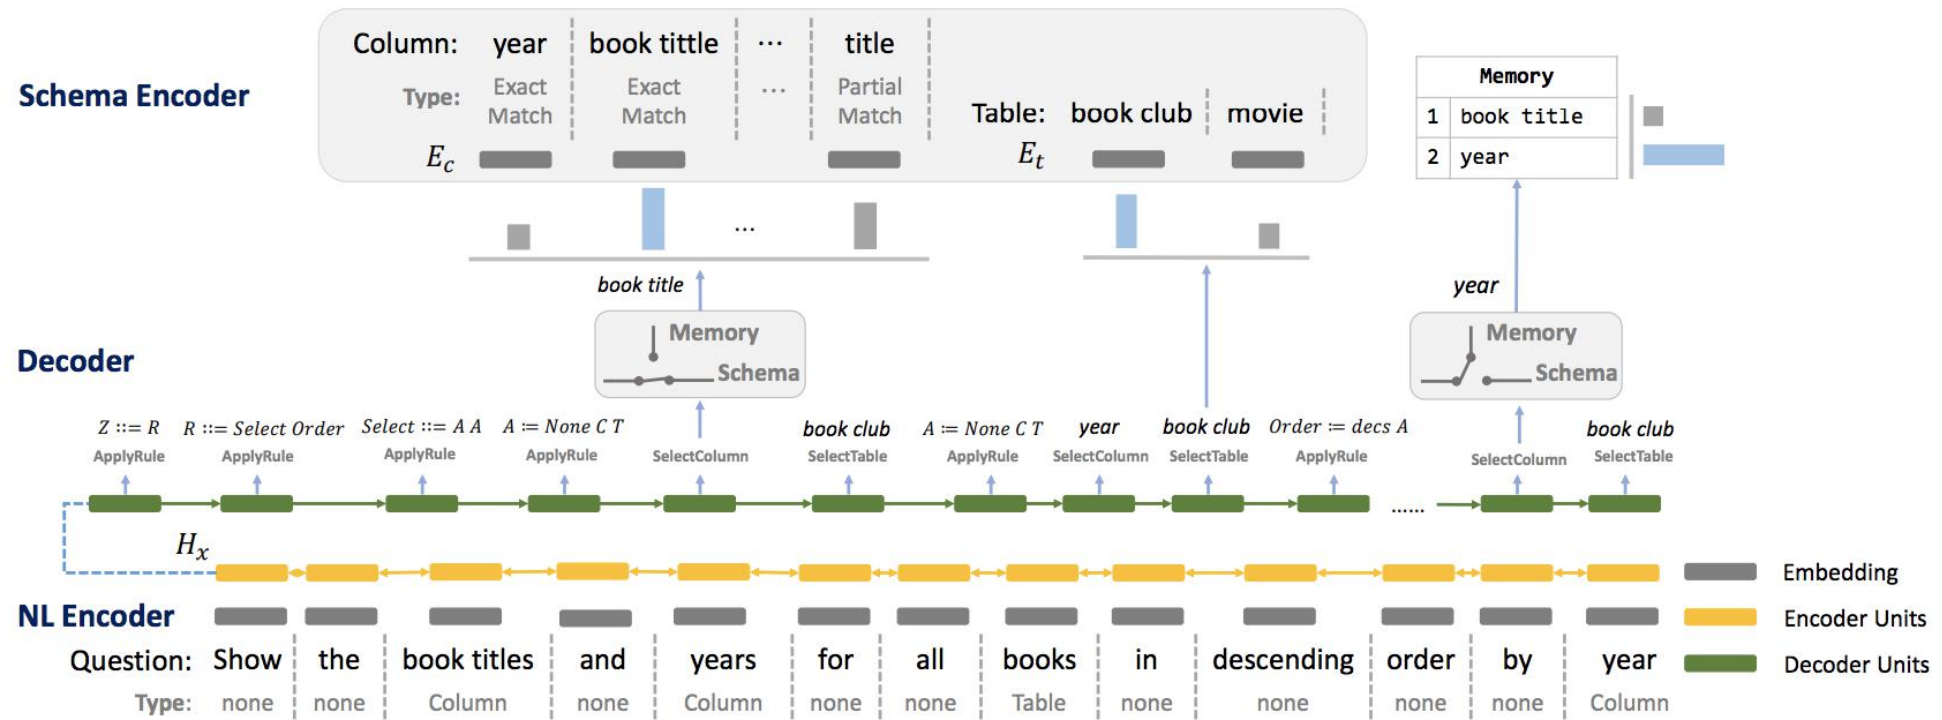 Schema Encoder
Column: year book tittle ... title
Type: Exact Match Exact Match ... Partial Match
Table: book club movie
E_c E_t
Memory
1 book title
2 year
...
book title
year
Decoder
Memory
Schema
Memory
Schema
Z ::= R R ::= Select Order Select ::= A A A := None C T book club A := None C T year book club Order := decs A book club
ApplyRule ApplyRule ApplyRule ApplyRule SelectColumn SelectTable ApplyRule SelectColumn SelectTable ApplyRule SelectColumn SelectTable
......
H_x
NL Encoder
Question: Show the book titles and years for all books in descending order by year
Type: none none Column none Column none none Table none none none none Column
Embedding
Encoder Units
Decoder Units